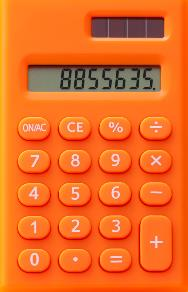 8855635.
ON/AC CE % ÷
7 8 9 ×
4 5 6 −
1 2 3 +
0 · =